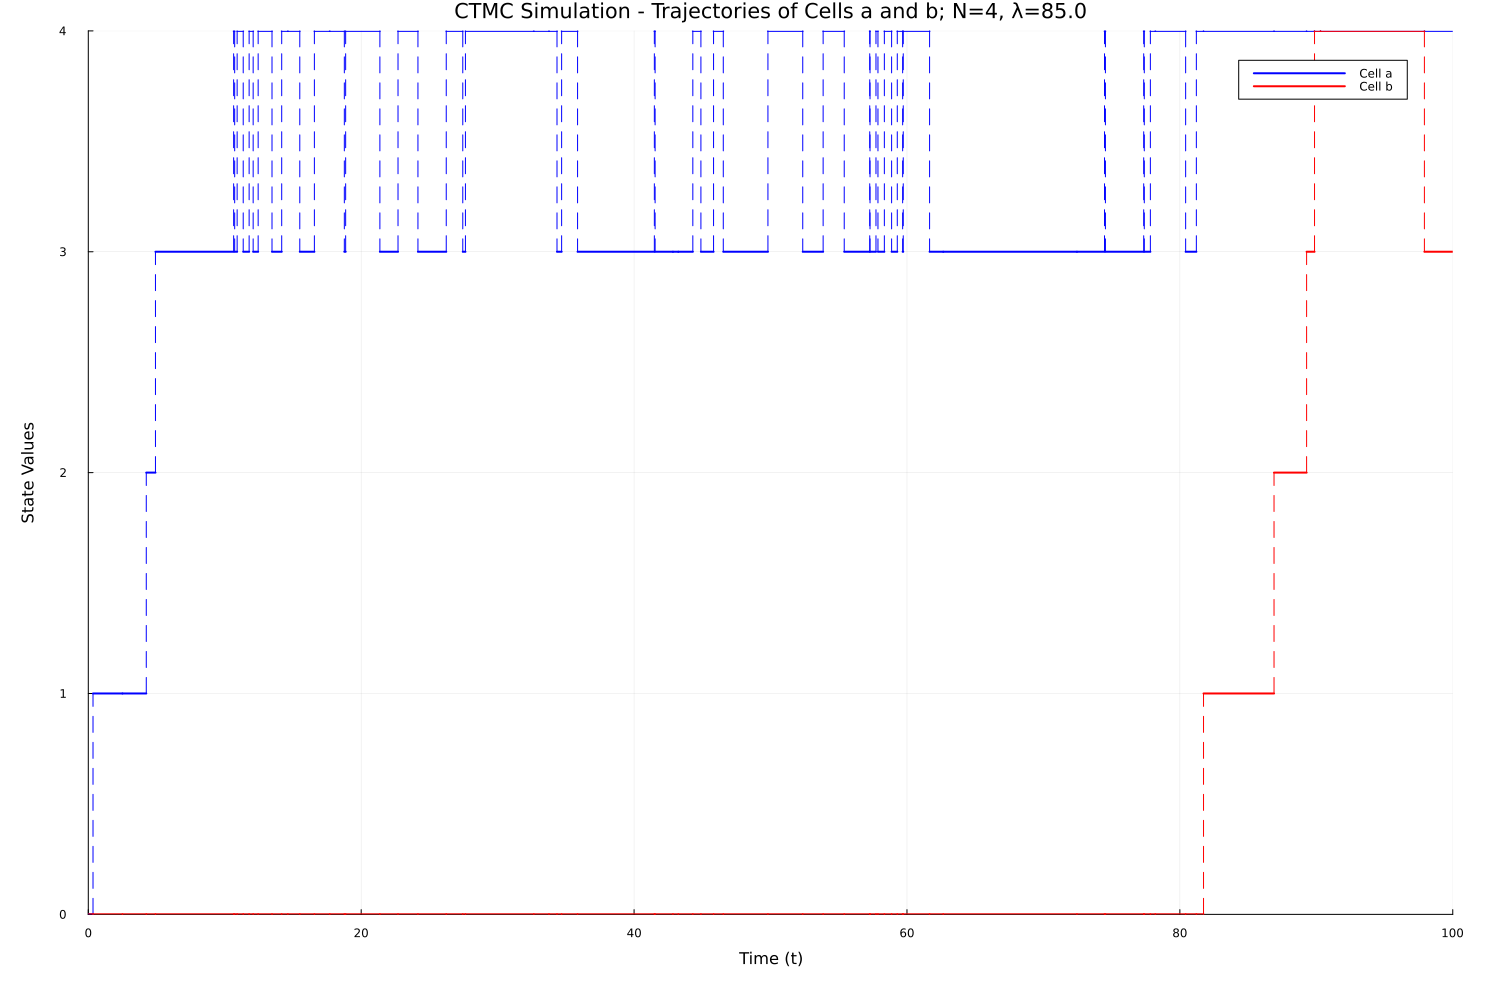 CTMC Simulation - Trajectories of Cells a and b; N=4, λ=85.0
4
Cell a
Cell b
3
State Values
2
1
0
0 20 40 60 80 100
Time (t)